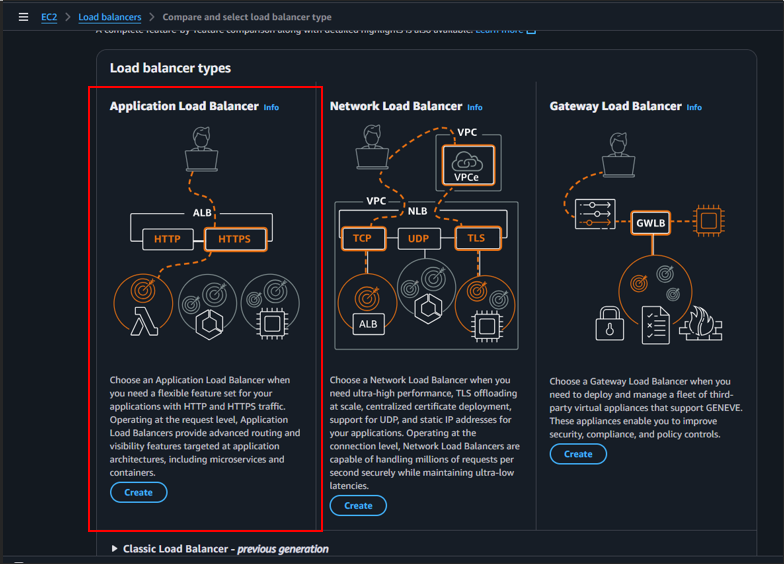 EC2 > Load balancers > Compare and select load balancer type
A complete feature-by-feature comparison along with detailed highlights is also available. Learn more
Load balancer types
Application Load Balancer Info
ALB
HTTP HTTPS
Choose an Application Load Balancer when
you need a flexible feature set for your
applications with HTTP and HTTPS traffic.
Operating at the request level, Application
Load Balancers provide advanced routing and
visibility features targeted at application
architectures, including microservices and
containers.
Create
Network Load Balancer Info
VPC
VPCe
VPC
NLB
TCP UDP TLS
ALB
Choose a Network Load Balancer when you
need ultra-high performance, TLS offloading
at scale, centralized certificate deployment,
support for UDP, and static IP addresses for
your applications. Operating at the
connection level, Network Load Balancers are
capable of handling millions of requests per
second securely while maintaining ultra-low
latencies.
Create
Gateway Load Balancer Info
GWLB
Choose a Gateway Load Balancer when you
need to deploy and manage a fleet of third-
party virtual appliances that support GENEVE.
These appliances enable you to improve
security, compliance, and policy controls.
Create
Classic Load Balancer - previous generation